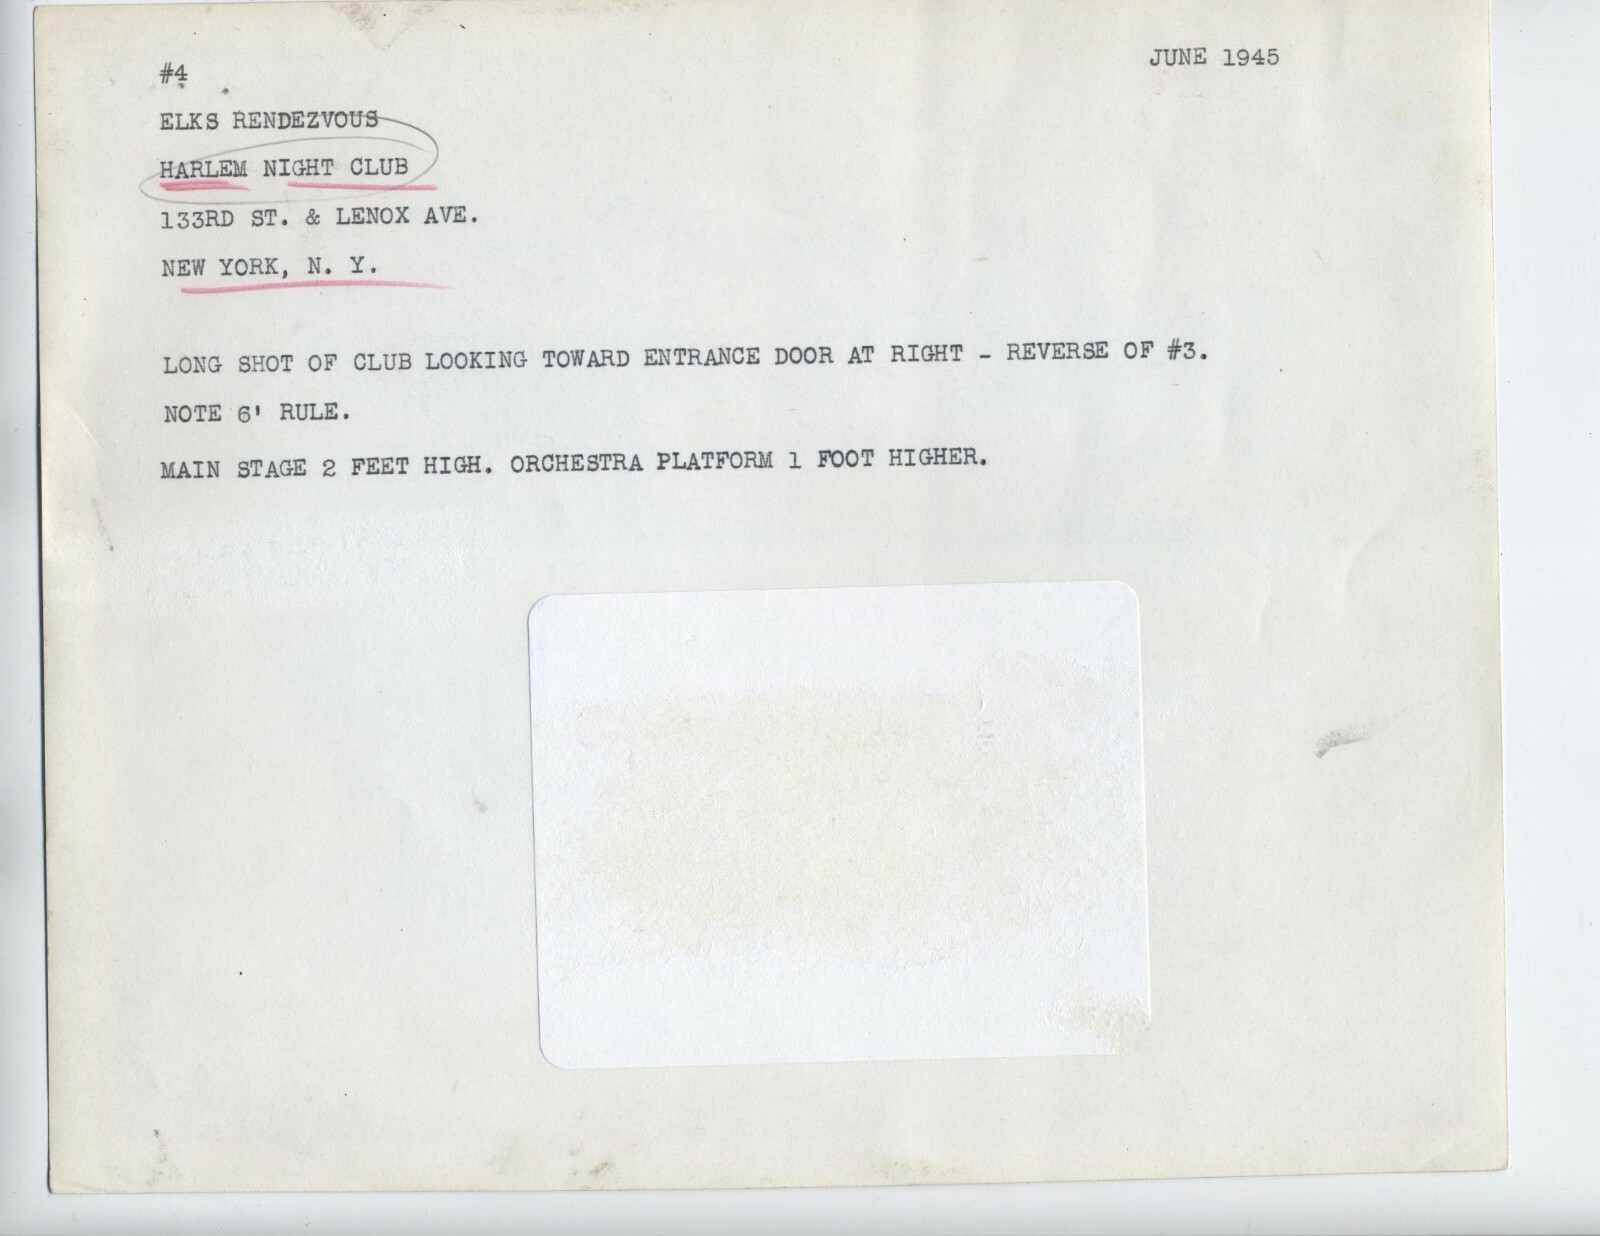 #4
JUNE 1945
ELKS RENDEZVOUS
HARLEM NIGHT CLUB
133RD ST. & LENOX AVE.
NEW YORK, N. Y.
LONG SHOT OF CLUB LOOKING TOWARD ENTRANCE DOOR AT RIGHT - REVERSE OF #3.
NOTE 6' RULE.
MAIN STAGE 2 FEET HIGH. ORCHESTRA PLATFORM 1 FOOT HIGHER.